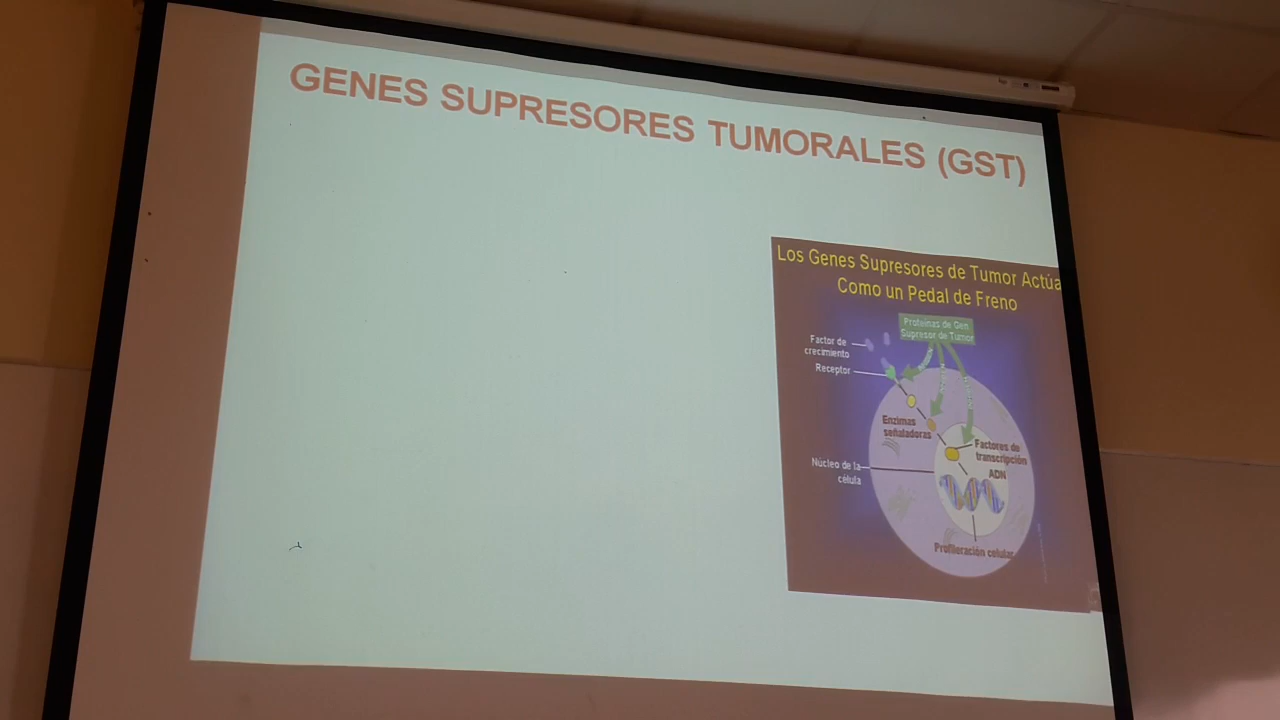 GENES SUPRESORES TUMORALES (GST)
Los Genes Supresores de Tumor Actúa
Como un Pedal de Freno
Proteínas de Gen
Supresor de Tumor
Factor de
crecimiento
Receptor
Enzimas
señaladoras
Factores de
transcripción
ADN
Núcleo de la
célula
Proliferación celular